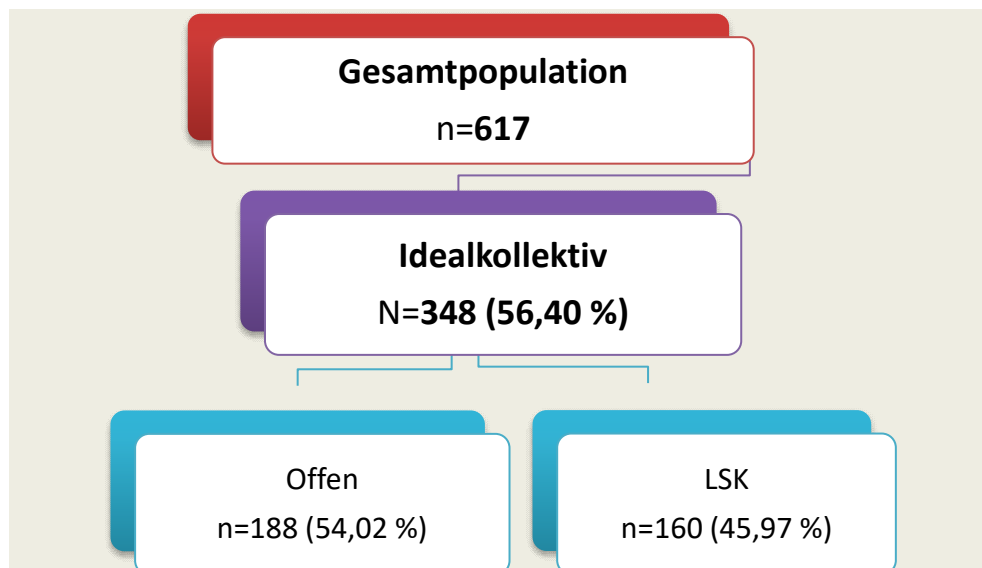 Gesamtpopulation
n=617
Idealkollektiv
N=348 (56,40 %)
Offen
n=188 (54,02 %)
LSK
n=160 (45,97 %)